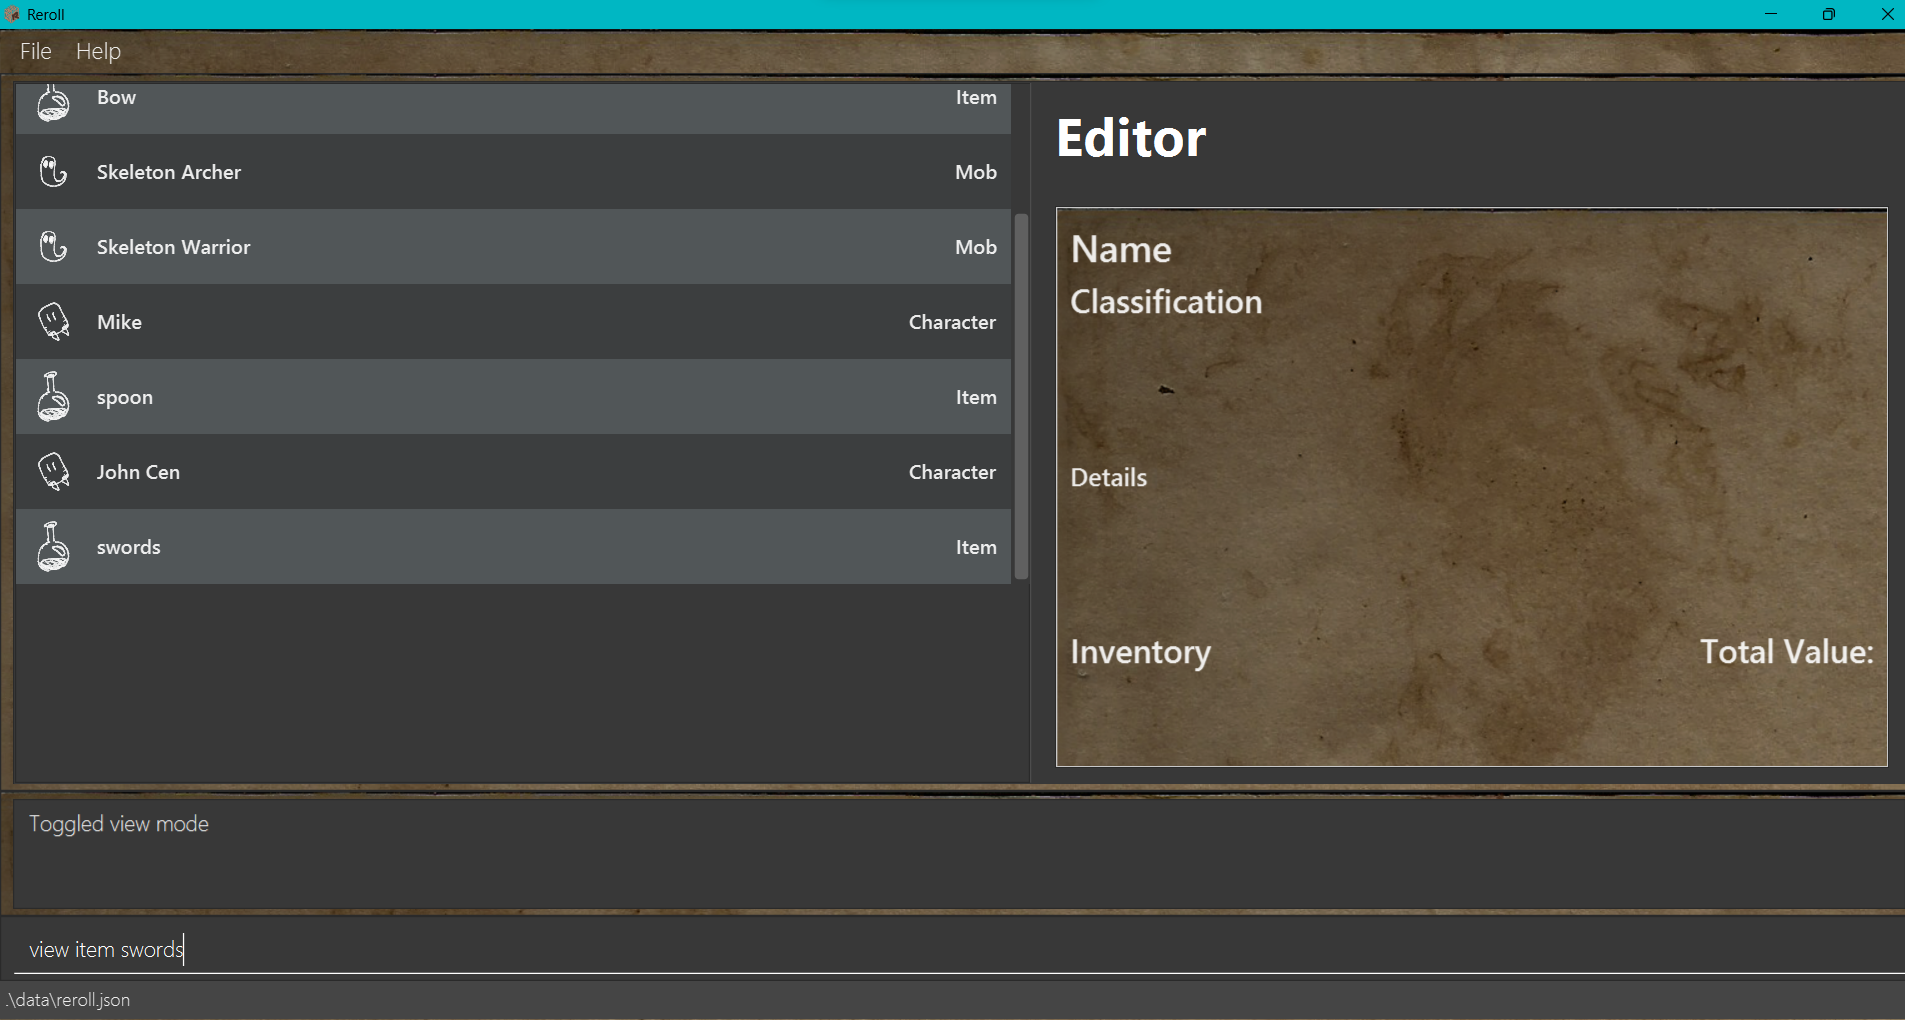 Reroll
File Help
Bow Item
Skeleton Archer Mob
Skeleton Warrior Mob
Mike Character
spoon Item
John Cen Character
swords Item
Editor
Name
Classification
Details
Inventory Total Value:
Toggled view mode
view item swords
.\data\reroll.json